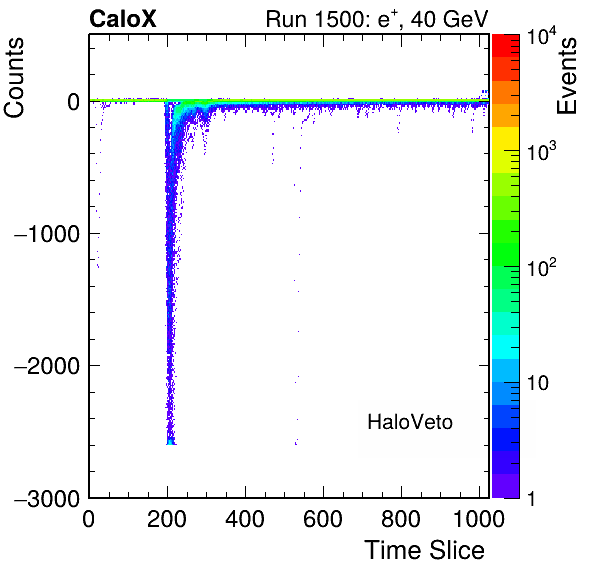 CaloX Run 1500: e⁺, 40 GeV
Counts
Events
0
−1000
−2000
−3000
0 200 400 600 800 1000
Time Slice
HaloVeto
10⁴
10³
10²
10
1